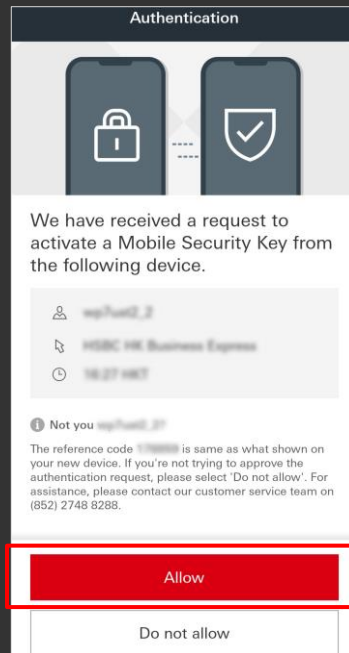 Authentication
We have received a request to
activate a Mobile Security Key from
the following device.
Not you
The reference code is same as what shown on
your new device. If you're not trying to approve the
authentication request, please select 'Do not allow'. For
assistance, please contact our customer service team on
(852) 2748 8288.
Allow
Do not allow